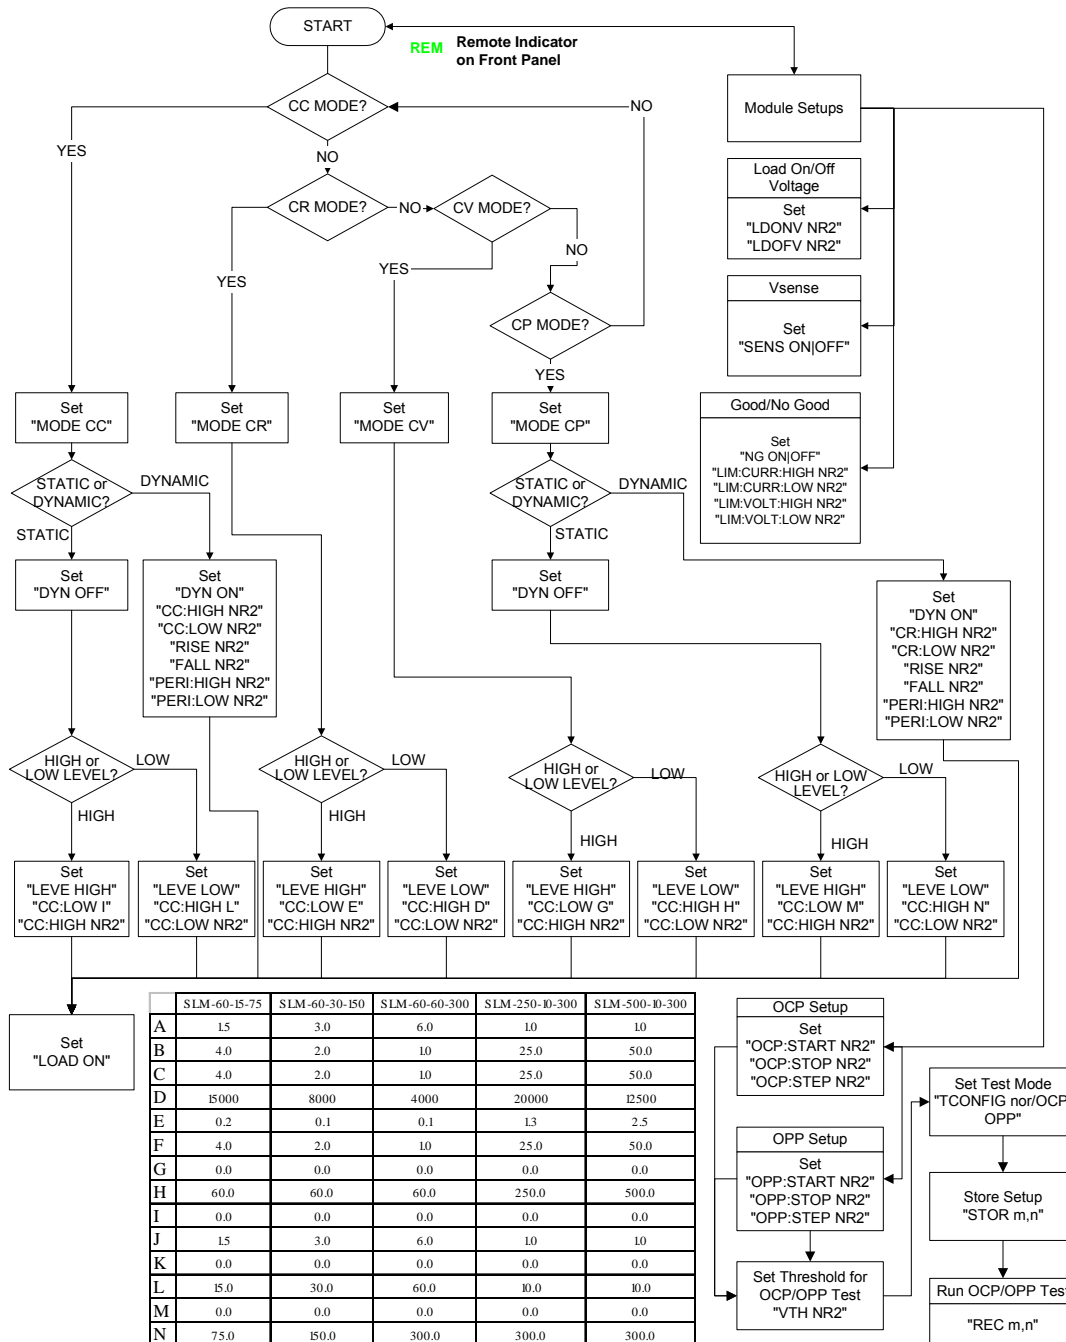 START
REM Remote Indicator
on Front Panel
CC MODE?
NO
Module Setups
YES
NO
CR MODE?
NO
CV MODE?
Load On/Off
Voltage
Set
"LDONV NR2"
"LDOFV NR2"
YES
YES
NO
Vsense
Set
"SENS ON|OFF"
CP MODE?
YES
Good/No Good
Set
"NG ON|OFF"
"LIM:CURR:HIGH NR2"
"LIM:CURR:LOW NR2"
"LIM:VOLT:HIGH NR2"
"LIM:VOLT:LOW NR2"
Set
"MODE CC"
Set
"MODE CR"
Set
"MODE CV"
Set
"MODE CP"
STATIC or
DYNAMIC?
DYNAMIC
STATIC
STATIC or
DYNAMIC?
DYNAMIC
STATIC
Set
"DYN OFF"
Set
"DYN ON"
"CC:HIGH NR2"
"CC:LOW NR2"
"RISE NR2"
"FALL NR2"
"PERI:HIGH NR2"
"PERI:LOW NR2"
Set
"DYN OFF"
Set
"DYN ON"
"CR:HIGH NR2"
"CR:LOW NR2"
"RISE NR2"
"FALL NR2"
"PERI:HIGH NR2"
"PERI:LOW NR2"
HIGH or
LOW LEVEL?
LOW
HIGH
HIGH or
LOW LEVEL?
LOW
HIGH
HIGH or
LOW LEVEL?
LOW
HIGH
HIGH or LOW
LEVEL?
LOW
HIGH
Set
"LEVE HIGH"
"CC:LOW I"
"CC:HIGH NR2"
Set
"LEVE LOW"
"CC:HIGH L"
"CC:LOW NR2"
Set
"LEVE HIGH"
"CC:LOW E"
"CC:HIGH NR2"
Set
"LEVE LOW"
"CC:HIGH D"
"CC:LOW NR2"
Set
"LEVE HIGH"
"CC:LOW G"
"CC:HIGH NR2"
Set
"LEVE LOW"
"CC:HIGH H"
"CC:LOW NR2"
Set
"LEVE HIGH"
"CC:LOW M"
"CC:HIGH NR2"
Set
"LEVE LOW"
"CC:HIGH N"
"CC:LOW NR2"
Set
"LOAD ON"
SLM-60-15-75 SLM-60-30-150 SLM-60-60-300 SLM-250-10-300 SLM-500-10-300
A 1.5 3.0 6.0 1.0 1.0
B 4.0 2.0 1.0 25.0 50.0
C 4.0 2.0 1.0 25.0 50.0
D 15000 8000 4000 20000 12500
E 0.2 0.1 0.1 1.3 2.5
F 4.0 2.0 1.0 25.0 50.0
G 0.0 0.0 0.0 0.0 0.0
H 60.0 60.0 60.0 250.0 500.0
I 0.0 0.0 0.0 0.0 0.0
J 1.5 3.0 6.0 1.0 1.0
K 0.0 0.0 0.0 0.0 0.0
L 15.0 30.0 60.0 10.0 10.0
M 0.0 0.0 0.0 0.0 0.0
N 75.0 150.0 300.0 300.0 300.0
OCP Setup
Set
"OCP:START NR2"
"OCP:STOP NR2"
"OCP:STEP NR2"
OPP Setup
Set
"OPP:START NR2"
"OPP:STOP NR2"
"OPP:STEP NR2"
Set Threshold for
OCP/OPP Test
"VTH NR2"
Set Test Mode
"TCONFIG nor/OCP
OPP"
Store Setup
"STOR m,n"
Run OCP/OPP Test
"REC m,n"